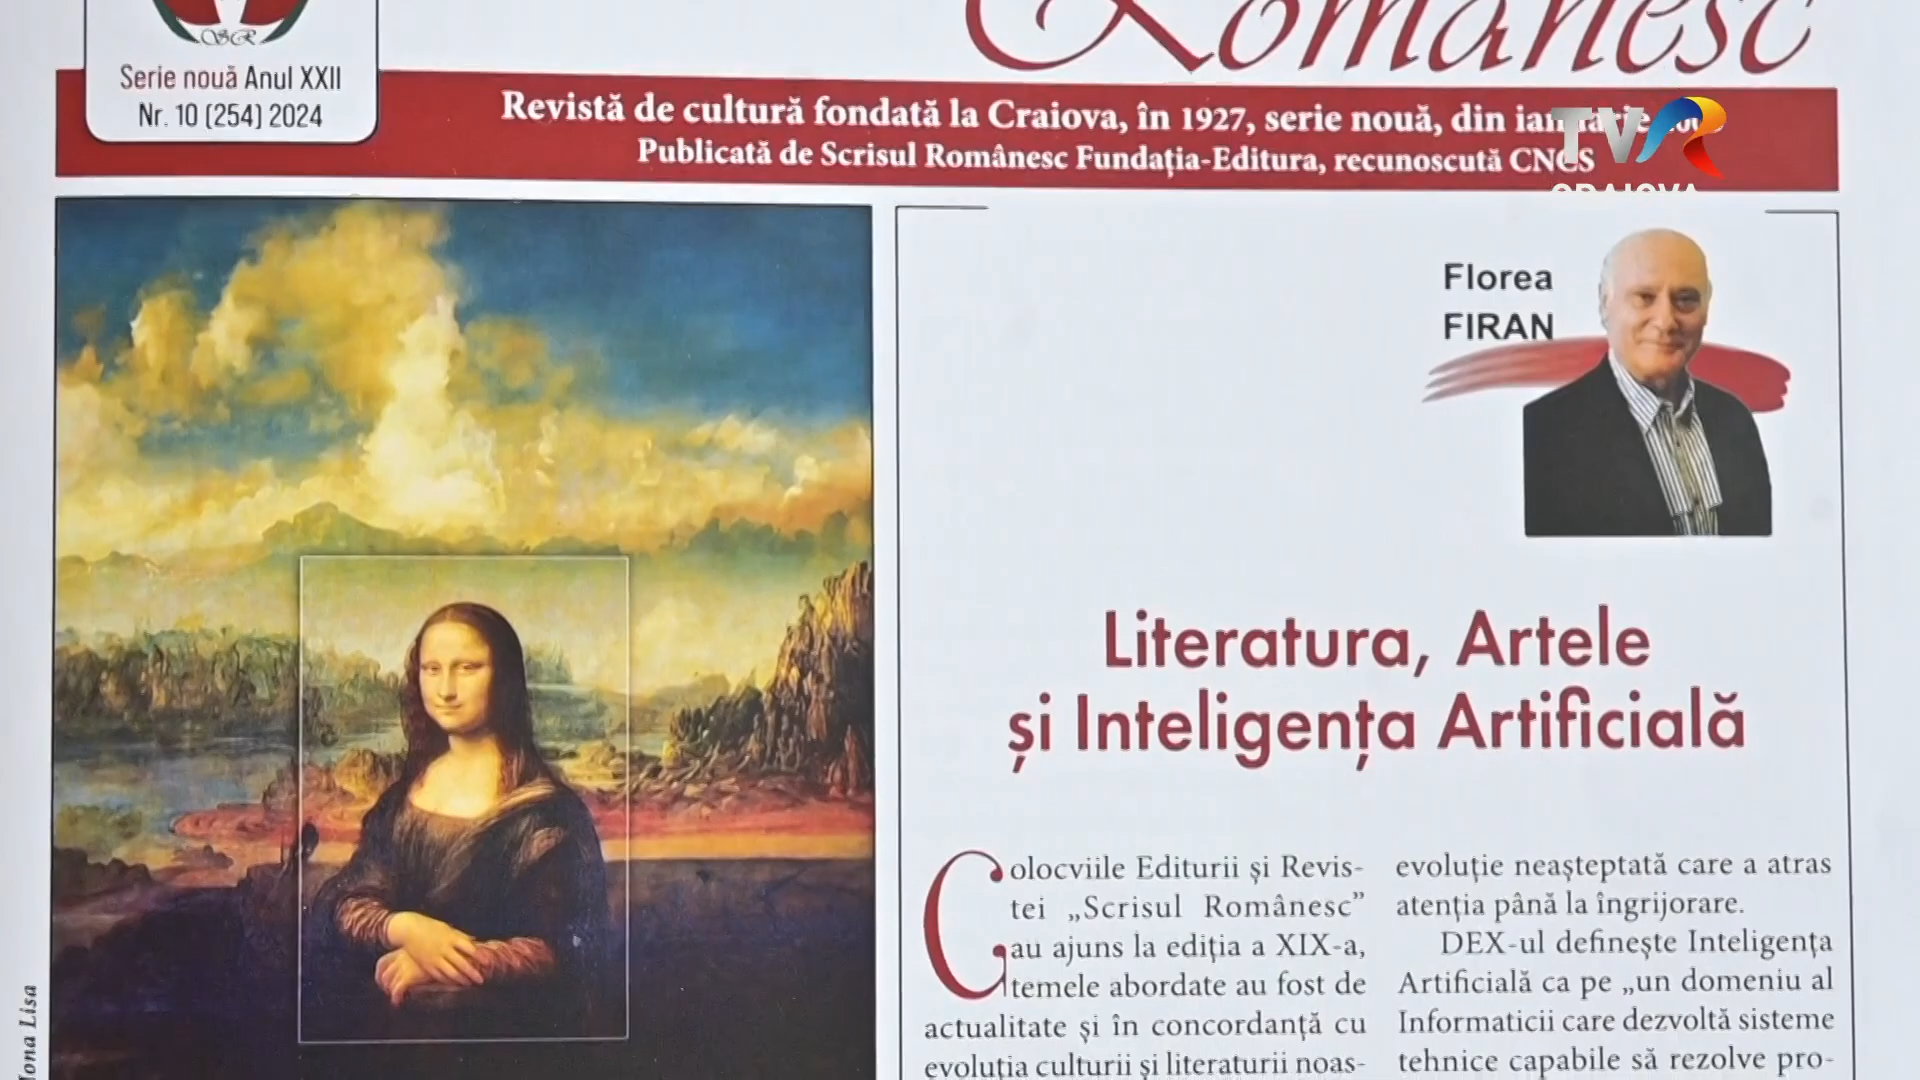 Românesc
SR
Serie nouă Anul XXII
Nr. 10 (254) 2024
Revistă de cultură fondată la Craiova, în 1927, serie nouă, din ianuarie
Publicată de Scrisul Românesc Fundația-Editura, recunoscută CNCS
TVR
CRAIOVA
Florea
FIRAN
Literatura, Artele
și Inteligența Artificială
Colocviile Editurii și Revis-
tei „Scrisul Românesc”
au ajuns la ediția a XIX-a,
temele abordate au fost de
actualitate și în concordanță cu
evoluția culturii și literaturii noas-
evoluție neașteptată care a atras
atenția până la îngrijorare.
DEX-ul definește Inteligența
Artificială ca pe „un domeniu al
Informaticii care dezvoltă sisteme
tehnice capabile să rezolve pro-
Mona Lisa